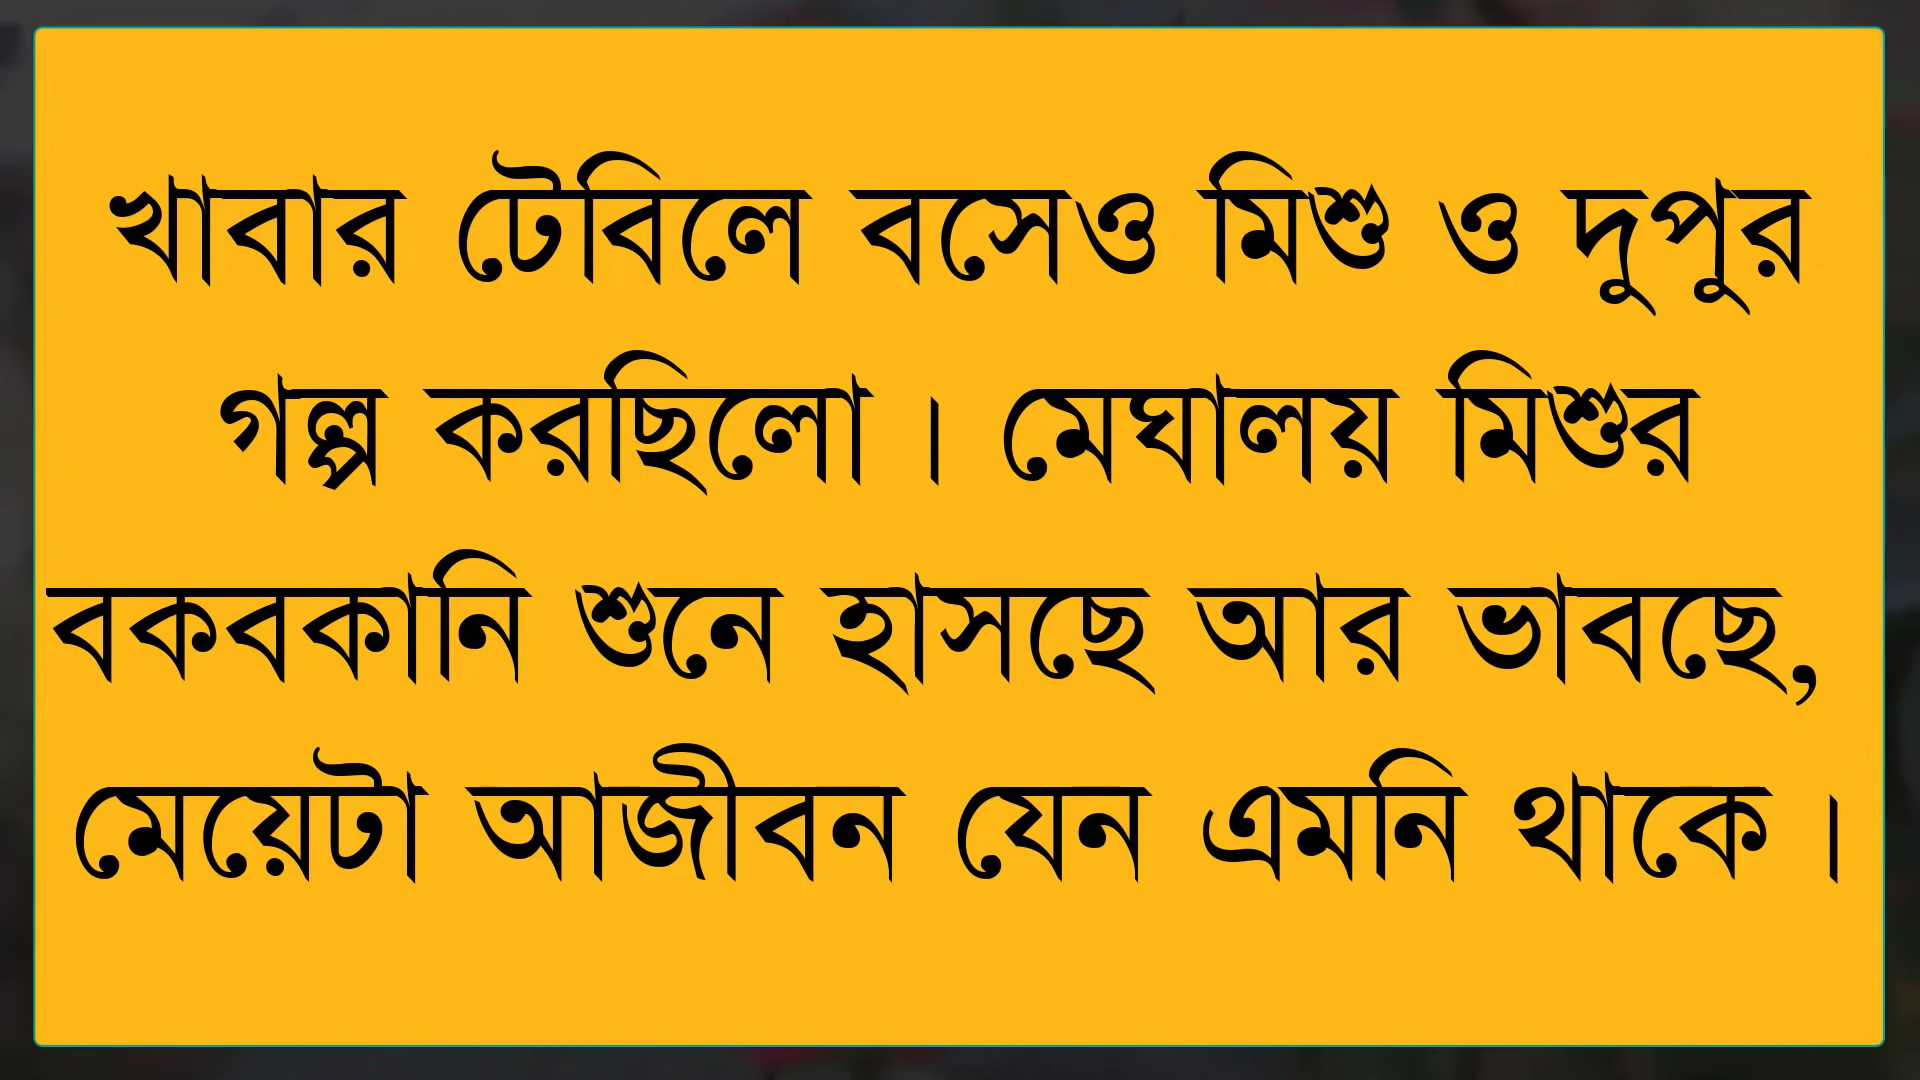 খাবার টেবিলে বসেও মিশু ও দুপুর
গল্প করছিলো। মেঘালয় মিশুর
বকবকানি শুনে হাসছে আর ভাবছে,
মেয়েটা আজীবন যেন এমনি থাকে।